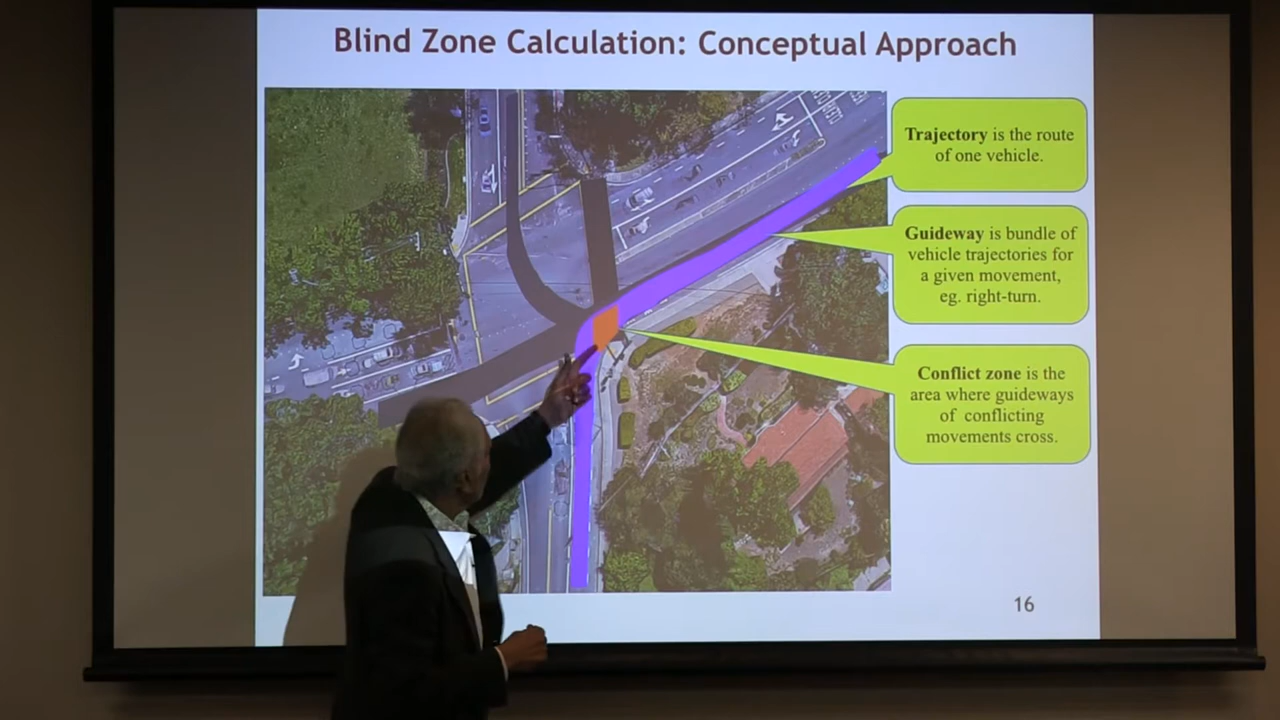 Blind Zone Calculation: Conceptual Approach
Trajectory is the route
of one vehicle.
Guideway is bundle of
vehicle trajectories for
a given movement,
eg. right-turn.
Conflict zone is the
area where guideways
of conflicting
movements cross.
16